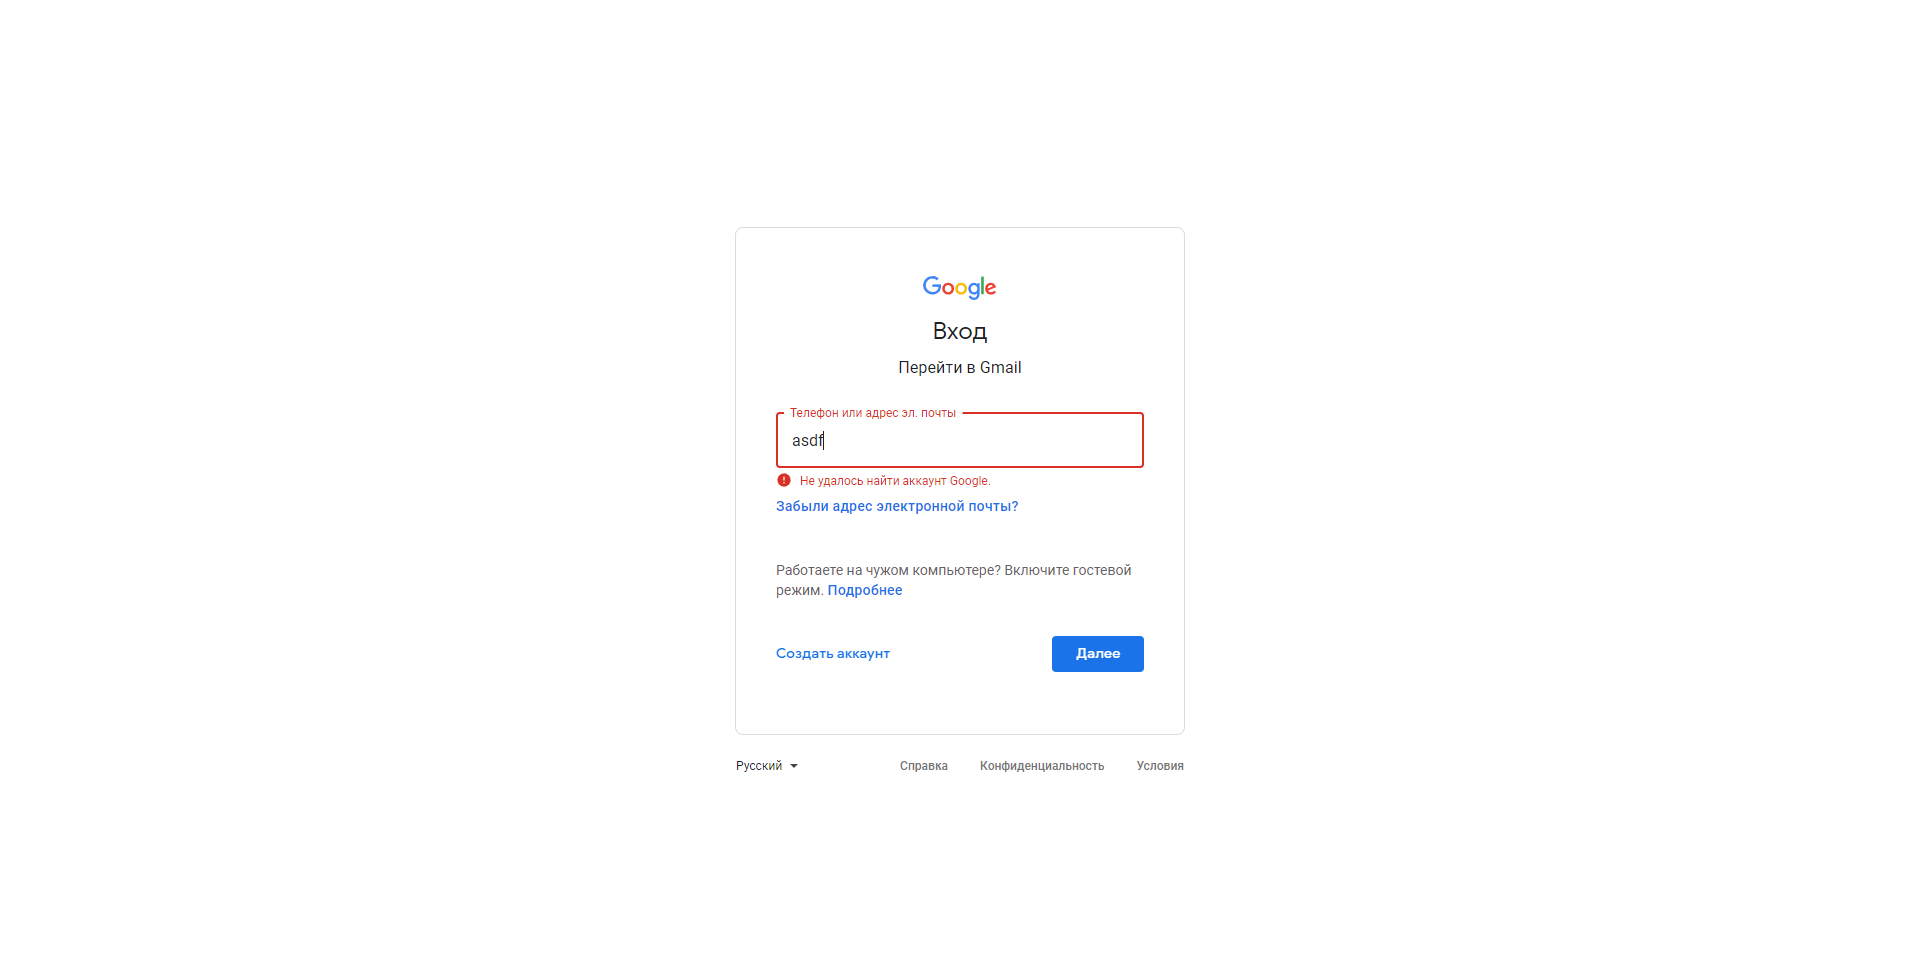 Google
Вход
Перейти в Gmail
Телефон или адрес эл. почты
asdf
Не удалось найти аккаунт Google.
Забыли адрес электронной почты?
Работаете на чужом компьютере? Включите гостевой
режим. Подробнее
Создать аккаунт
Далее
Русский
Справка
Конфиденциальность
Условия